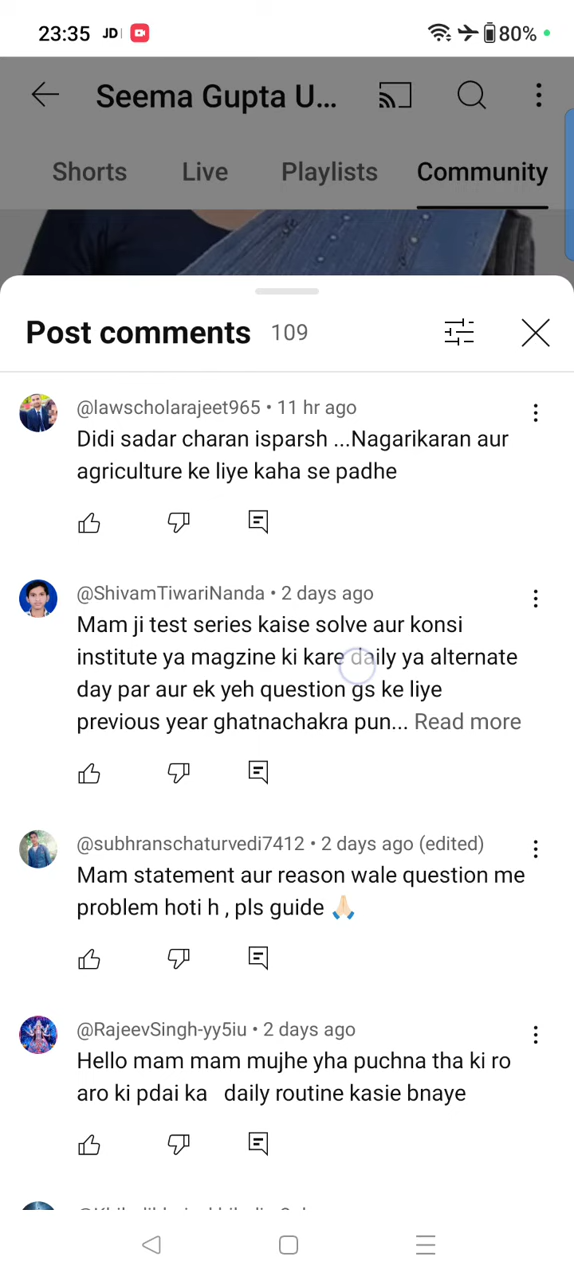 23:35 JD
80%
Seema Gupta U...
Shorts Live Playlists Community
Post comments 109
@lawscholarajeet965 • 11 hr ago
Didi sadar charan isparsh ...Nagarikaran aur
agriculture ke liye kaha se padhe
@ShivamTiwariNanda • 2 days ago
Mam ji test series kaise solve aur konsi
institute ya magzine ki kare daily ya alternate
day par aur ek yeh question gs ke liye
previous year ghatnachakra pun... Read more
@subhranschaturvedi7412 • 2 days ago (edited)
Mam statement aur reason wale question me
problem hoti h , pls guide 🙏🏻
@RajeevSingh-yy5iu • 2 days ago
Hello mam mam mujhe yha puchna tha ki ro
aro ki pdai ka   daily routine kasie bnaye